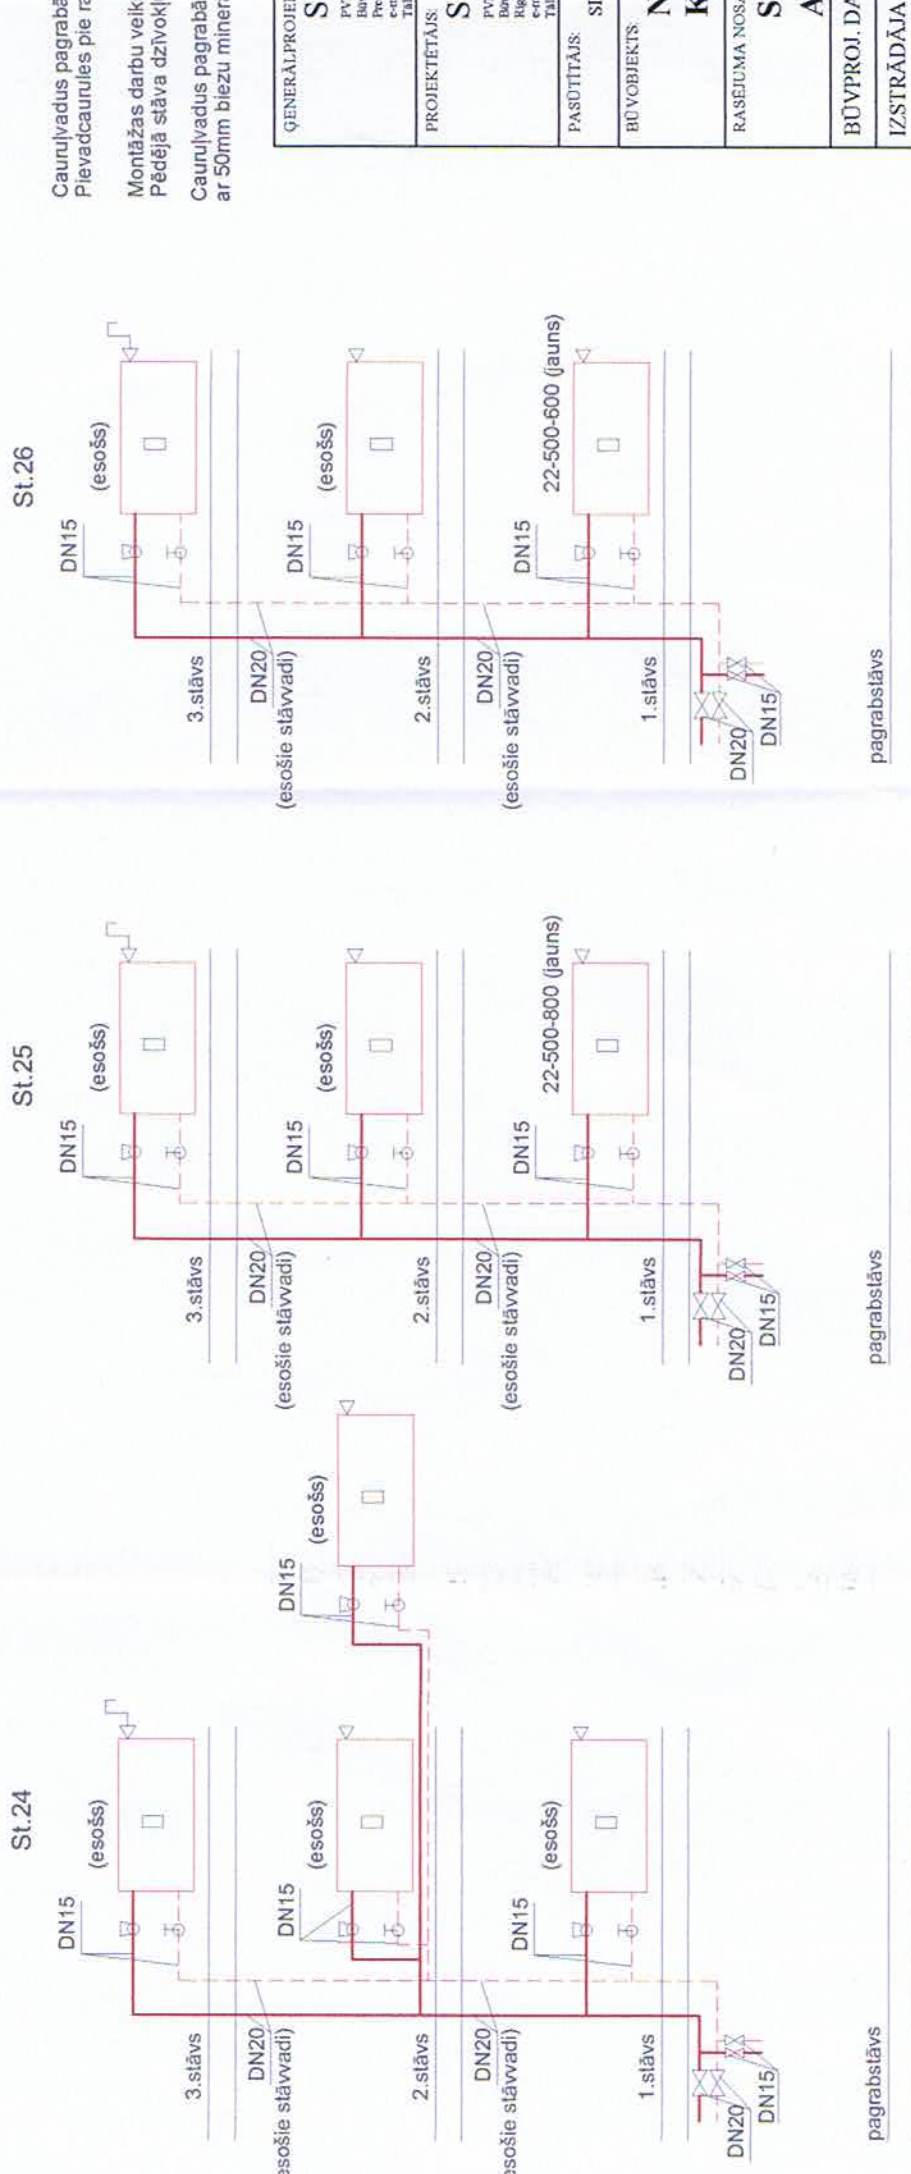 St.24
DN15
(esošs)
3.stāvs
DN20
esošie stāvvadi)
DN15
(esošs)
DN15
(esošs)
2.stāvs
DN20
esošie stāvvadi)
DN15
(esošs)
1.stāvs
DN20
DN15
pagrabstāvs
St.25
DN15
(esošs)
3.stāvs
DN20
(esošie stāvvadi)
DN15
(esošs)
2.stāvs
DN20
(esošie stāvvadi)
DN15
22-500-800 (jauns)
1.stāvs
DN20
DN15
pagrabstāvs
St.26
DN15
(esošs)
3.stāvs
DN20
(esošie stāvvadi)
DN15
(esošs)
2.stāvs
DN20
(esošie stāvvadi)
DN15
22-500-600 (jauns)
1.stāvs
DN20
DN15
pagrabstāvs
Cauruļvadus pagrabā
Pievadcaurules pie ra
Montāžas darbu veik
Pēdējā stāva dzīvokļ
Cauruļvadus pagrabā
ar 50mm biezu minera
ĢENERĀLPROJE
S
PROJEKTĒTĀJS:
S
PASŪTĪTĀJS:
SI
BŪVOBJEKTS:
N
K
RASĒJUMA NOSA
S
A
BŪVPROJ. DA
IZSTRĀDĀJA